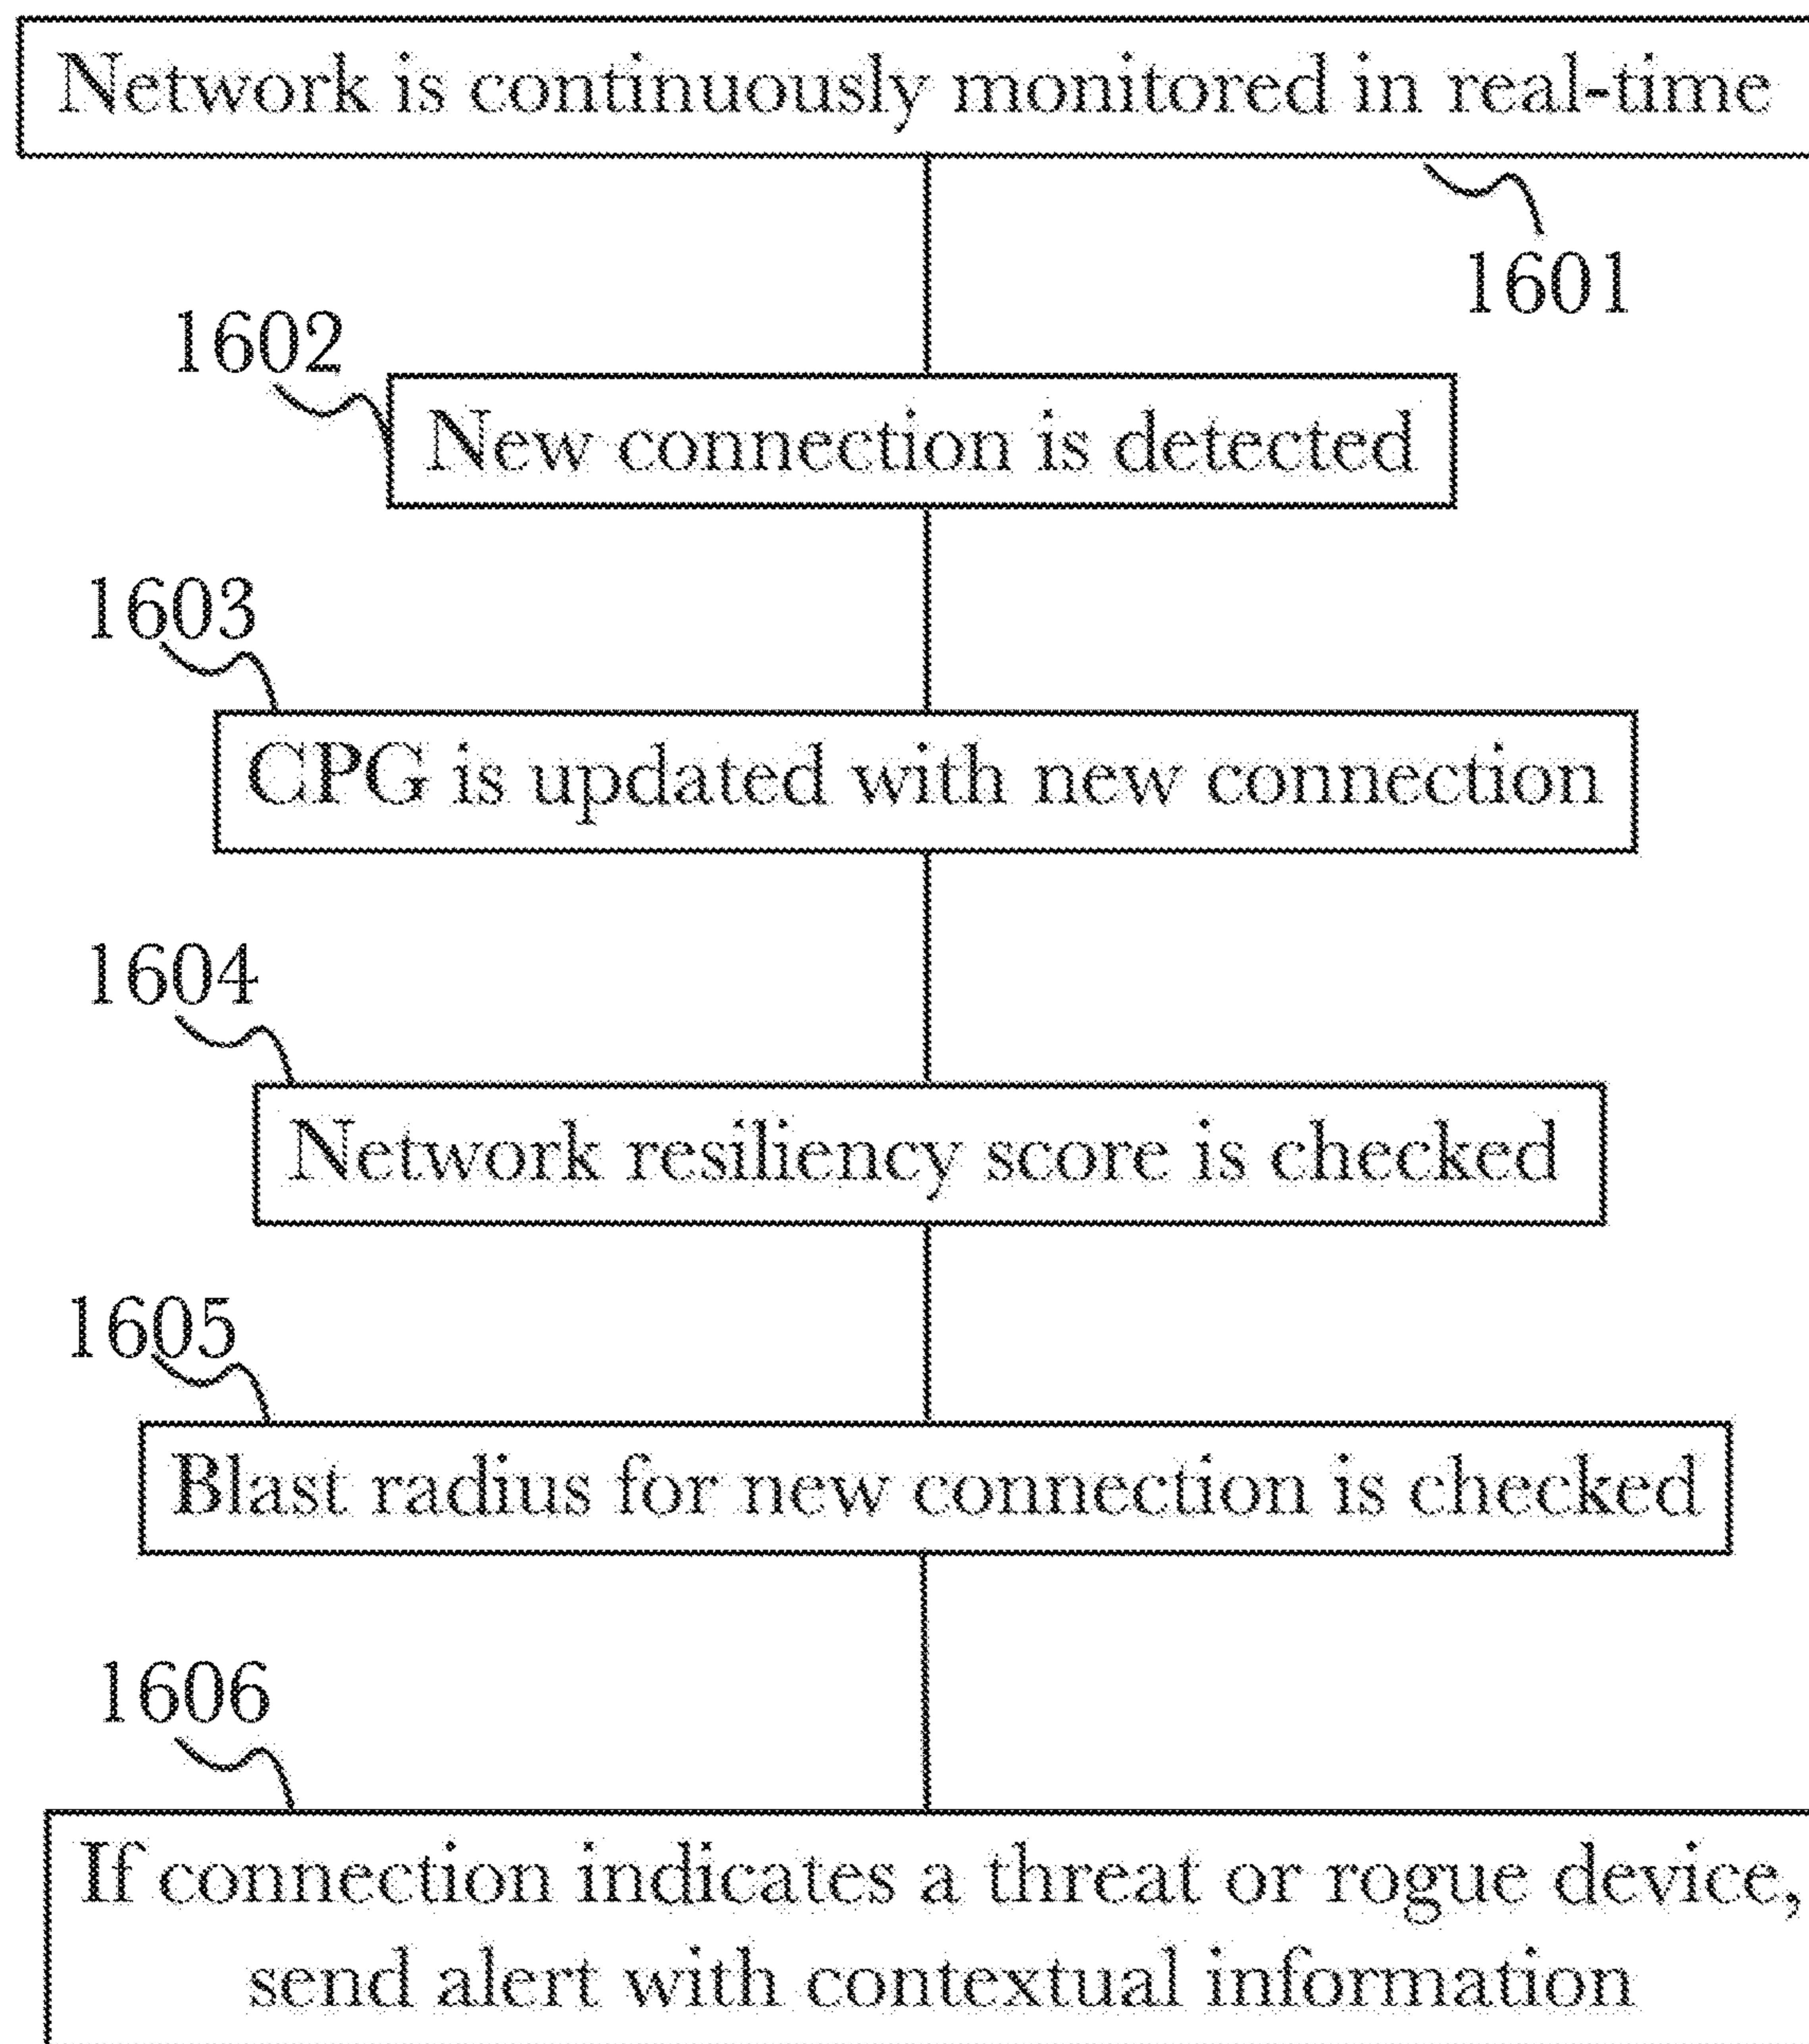 Network is continuously monitored in real-time
1601
1602
New connection is detected
1603
CPG is updated with new connection
1604
Network resiliency score is checked
1605
Blast radius for new connection is checked
1606
If connection indicates a threat or rogue device,
send alert with contextual information